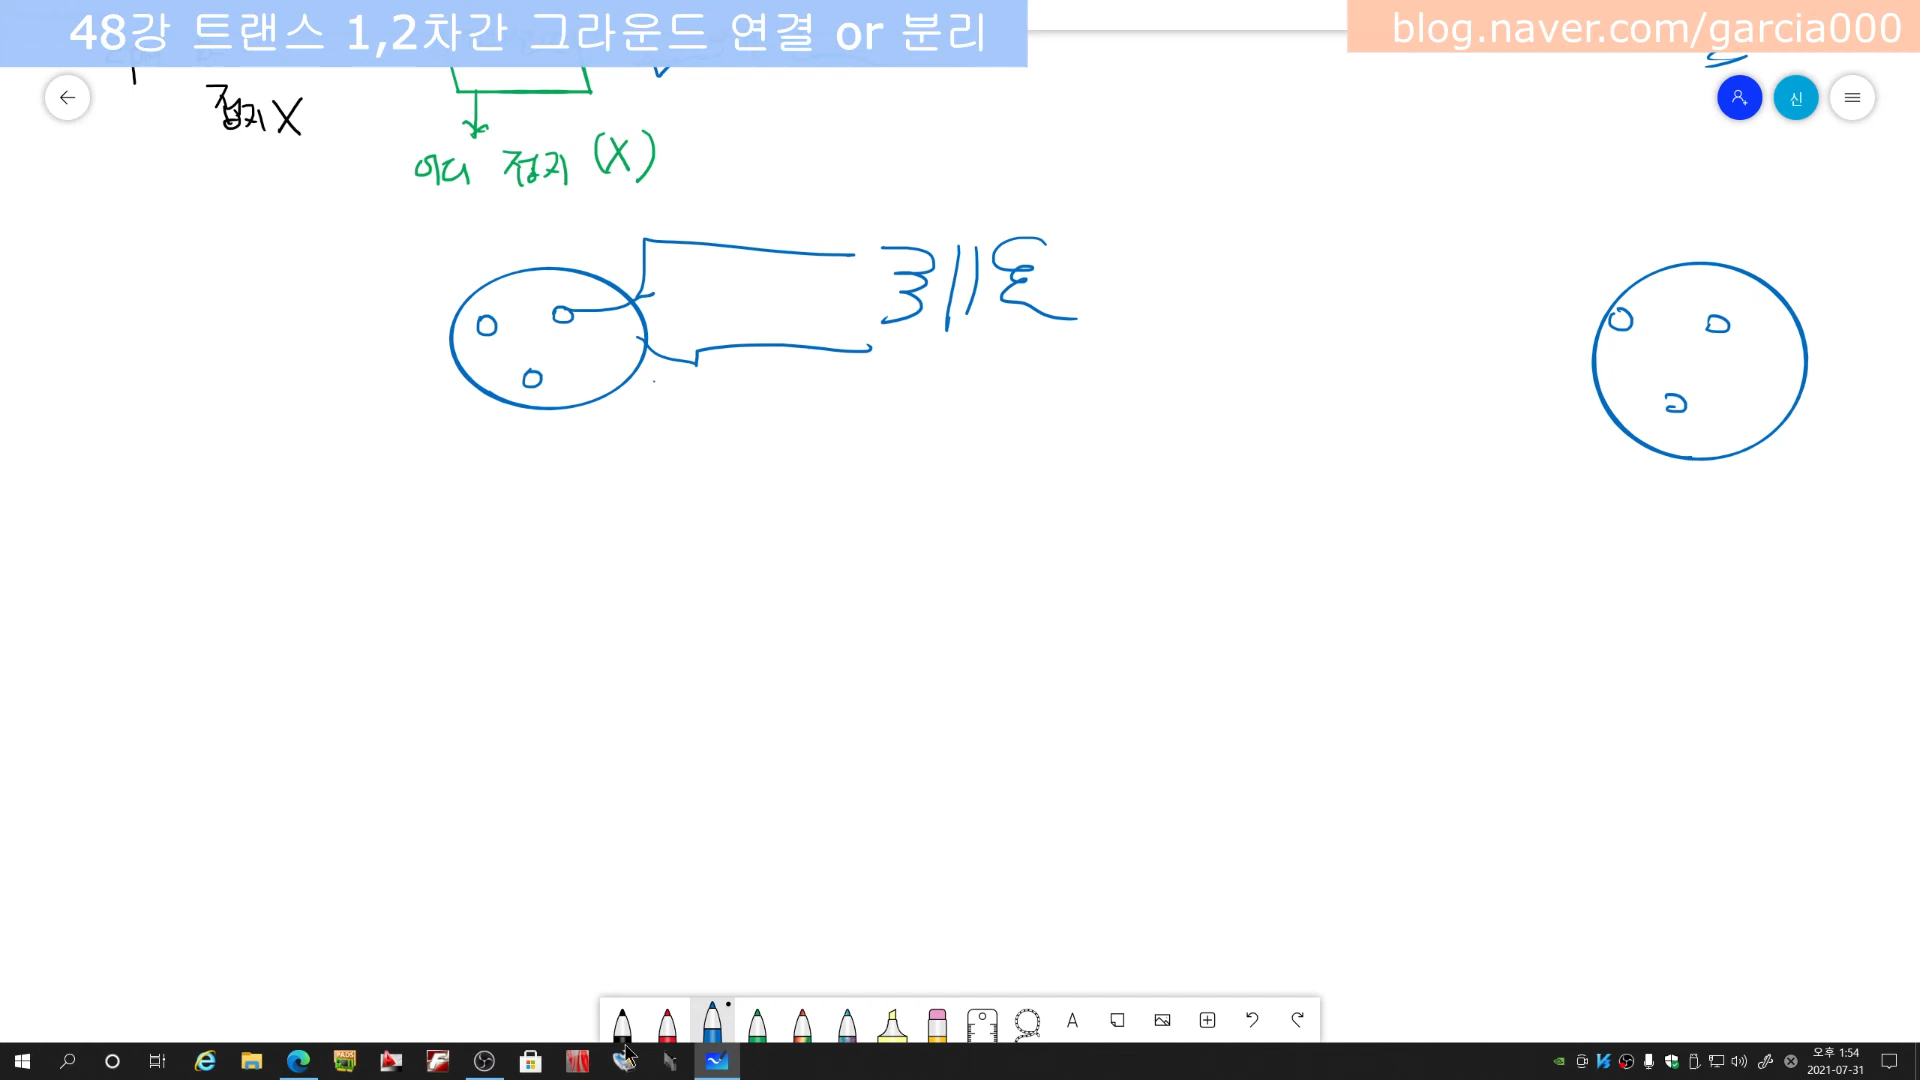 48강 트랜스 1,2차간 그라운드 연결 or 분리
blog.naver.com/garcia000
신
접지 X
어디 접지 (X)
A
오후 1:54
2021-07-31